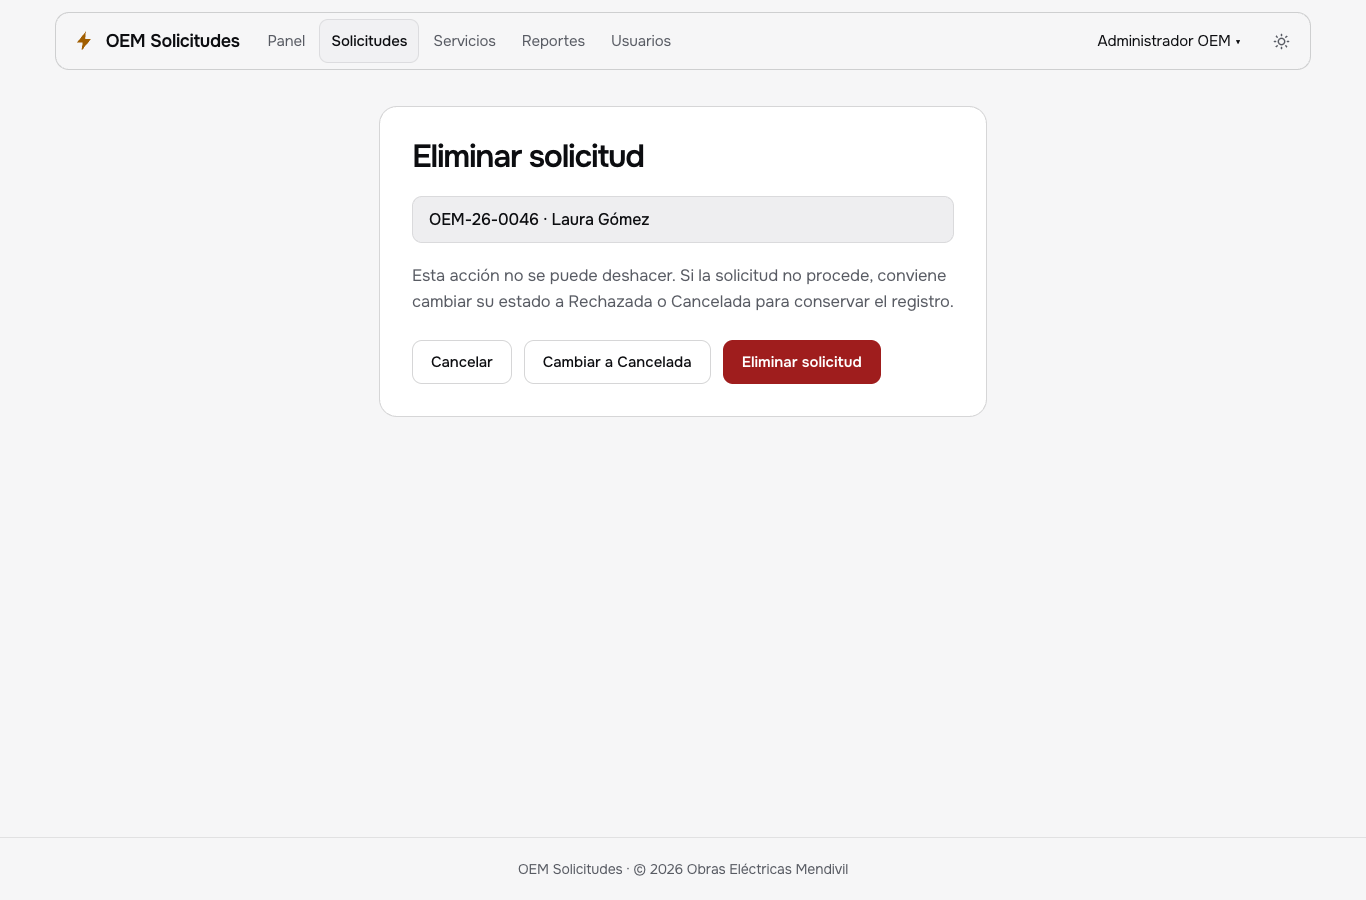 OEM Solicitudes Panel Solicitudes Servicios Reportes Usuarios Administrador OEM ▾
Eliminar solicitud
OEM-26-0046 · Laura Gómez
Esta acción no se puede deshacer. Si la solicitud no procede, conviene
cambiar su estado a Rechazada o Cancelada para conservar el registro.
Cancelar Cambiar a Cancelada Eliminar solicitud
OEM Solicitudes · © 2026 Obras Eléctricas Mendivil